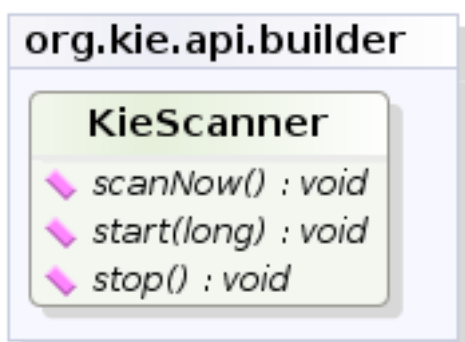 org.kie.api.builder
KieScanner
scanNow() : void
start(long) : void
stop() : void